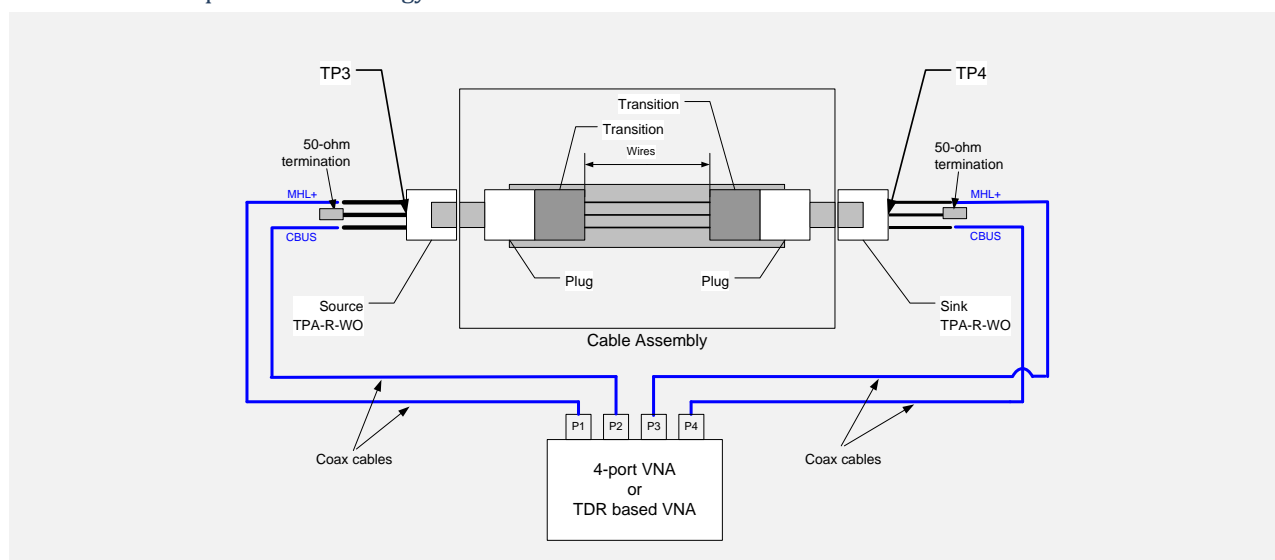 TP3
TP4
Transition
Transition
Wires
50-ohm
termination
50-ohm
termination
MHL+
MHL+
CBUS
CBUS
Plug
Plug
Source
TPA-R-WO
Sink
TPA-R-WO
Cable Assembly
P1
P2
P3
P4
Coax cables
Coax cables
4-port VNA
or
TDR based VNA